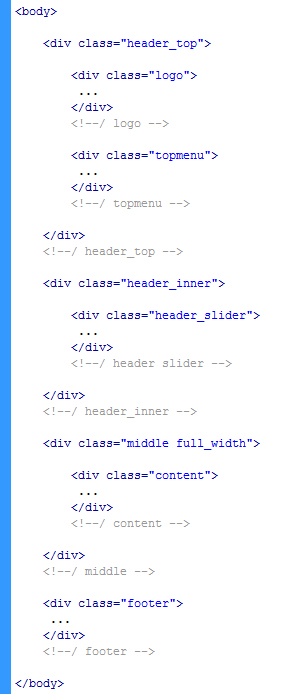 <body>
<div class="header_top">
<div class="logo">
...
</div>
<!--/ logo -->
<div class="topmenu">
...
</div>
<!--/ topmenu -->
</div>
<!--/ header_top -->
<div class="header_inner">
<div class="header_slider">
...
</div>
<!--/ header slider -->
</div>
<!--/ header_inner -->
<div class="middle full_width">
<div class="content">
...
</div>
<!--/ content -->
</div>
<!--/ middle -->
<div class="footer">
...
</div>
<!--/ footer -->
</body>